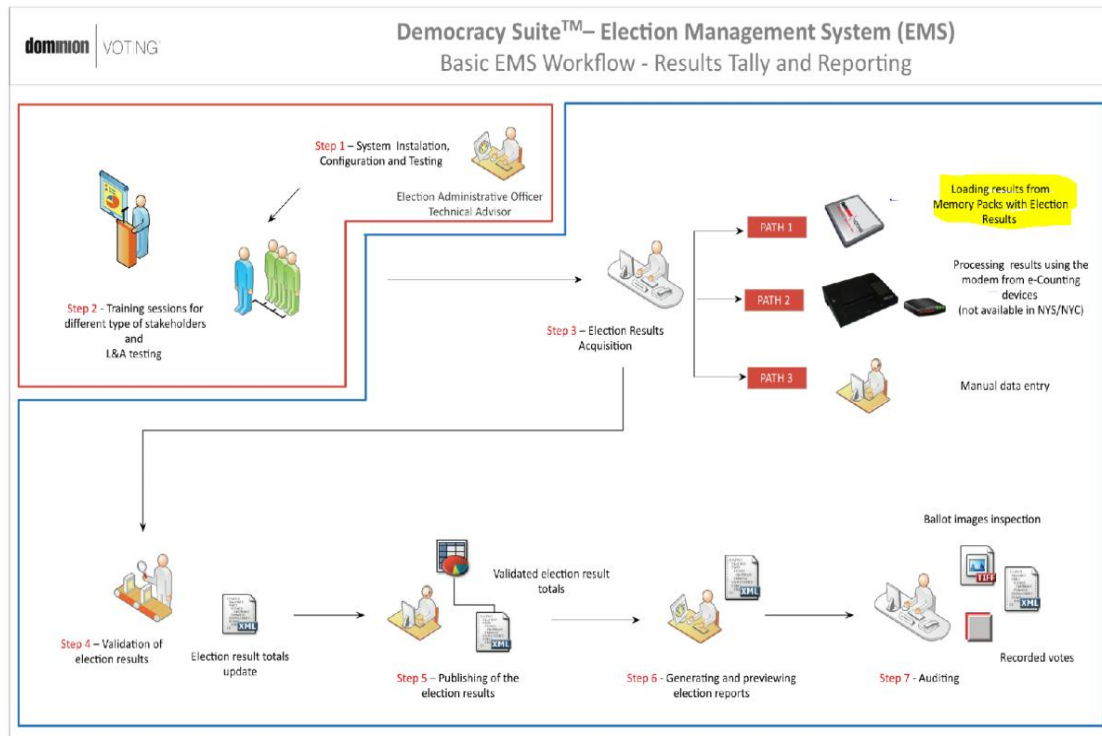 dominion | VOTING
Democracy Suite™– Election Management System (EMS)
Basic EMS Workflow - Results Tally and Reporting
Step 1 – System Instalation,
Configuration and Testing
Election Administrative Officer
Technical Advisor
Step 2 - Training sessions for
different type of stakeholders
and
L&A testing
Step 3 – Election Results
Acquisition
PATH 1
Loading results from
Memory Packs with Election
Results
PATH 2
Processing results using the
modem from e-Counting
devices
(not available in NYS/NYC)
PATH 3
Manual data entry
Step 4 – Validation of
election results
XML
Election result totals
update
XML
Step 5 – Publishing of the
election results
Validated election result
totals
XML
Step 6 – Generating and previewing
election reports
Ballot images inspection
TIFF
XML
Recorded votes
Step 7 - Auditing